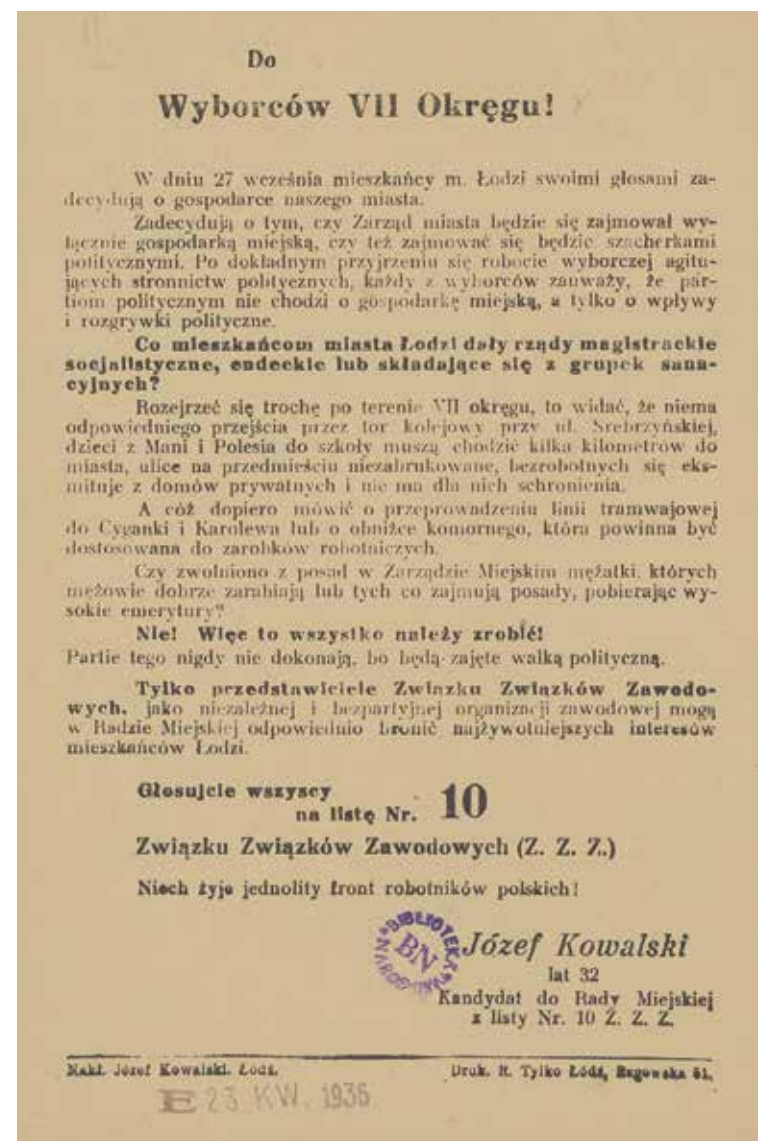 Do
Wyborców VII Okręgu!
W dniu 27 wcześnia mieszkańcy m. Łodzi swoimi głosami za-
decydują o gospodarce naszego miasta.
Zadecydują o tym, czy Zarząd miasta będzie się zajmował wy-
łącznie gospodarką miejską, czy też zajmować się będzie szacherkami
politycznymi. Po dokładnym przyjrzeniu się robocie wyborczej agitu-
jących stronnictw politycznych, każdy z wyborców zauważy, że par-
tiom politycznym nie chodzi o gospodarkę miejską, a tylko o wpływy
i rozgrywki polityczne.
Co mieszkańcom miasta Łodzi dały rządy magistrackie
socjalistyczne, endeckie lub składające się z grupek sana-
cyjnych?
Rozejrzeć się trochę po terenie VII okręgu, to widać, że niema
odpowiedniego przejścia przez tor kolejowy przy ul. Srebrzyńskiej,
dzieci z Mani i Polesia do szkoły muszą chodzić kilka kilometrów do
miasta, ulice na przedmieściu niezabrukowane, bezrobotnych się eks-
mituje z domów prywatnych i nie ma dla nich schronienia.
A cóż dopiero mówić o przeprowadzeniu linii tramwajowej
do Cyganki i Karolewa lub o obniżce komornego, która powinna być
dostosowana do zarobków robotniczych.
Czy zwolniono z posad w Zarządzie Miejskim mężatki, których
mężowie dobrze zarabiają lub tych co zajmują posady, pobierając wy-
sokie emerytury?
Nie! Więc to wszystko należy zrobić!
Partie tego nigdy nie dokonają, bo będą zajęte walką polityczną.
Tylko przedstawiciele Związku Związków Zawodo-
wych, jako niezależnej i bezpartyjnej organizacji zawodowej mogą
w Radzie Miejskiej odpowiednio bronić najżywotniejszych interesów
mieszkańców Łodzi.
Głosujcie wszyscy
na listę Nr. 10
Związku Związków Zawodowych (Z. Z. Z.)
Niech żyje jednolity front robotników polskich!
BIBLIOTEKA NARODOWA BN
Józef Kowalski
lat 32
Kandydat do Rady Miejskiej
z listy Nr. 10 Z. Z. Z.
Nakł. Józef Kowalski. Łódź.
Druk. R. Tylko Łódź, Rzgowska 51.
E 23 KW. 1936